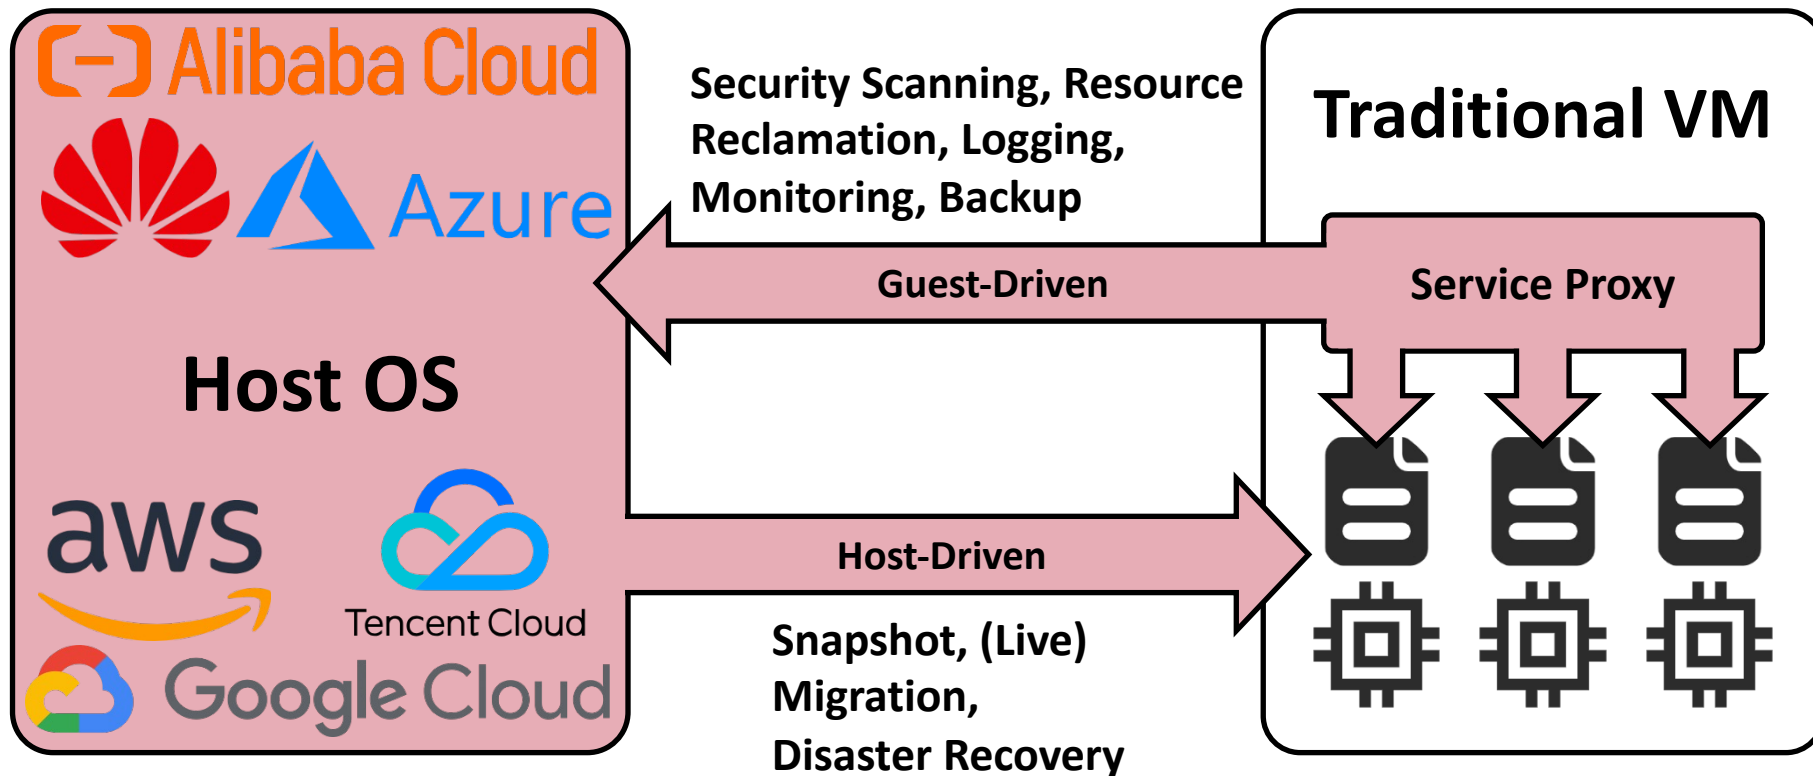 Alibaba Cloud
Azure
Host OS
aws
Tencent Cloud
Google Cloud
Security Scanning, Resource
Reclamation, Logging,
Monitoring, Backup
Guest-Driven
Host-Driven
Snapshot, (Live)
Migration,
Disaster Recovery
Traditional VM
Service Proxy